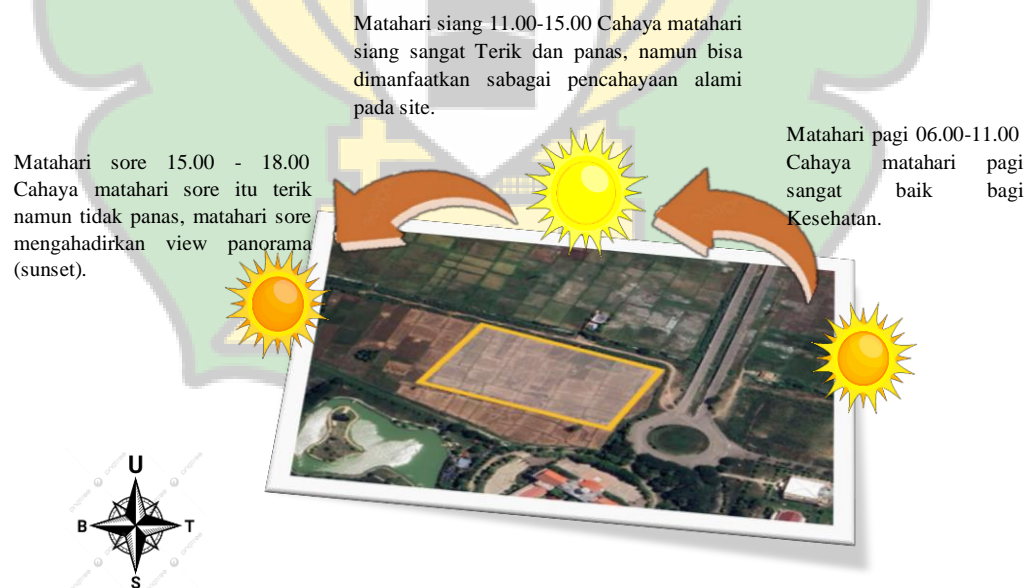 Matahari siang 11.00-15.00 Cahaya matahari
siang sangat Terik dan panas, namun bisa
dimanfaatkan sabagai pencahayaan alami
pada site.
Matahari pagi 06.00-11.00
Cahaya matahari pagi
sangat baik bagi
Kesehatan.
Matahari sore 15.00 - 18.00
Cahaya matahari sore itu terik
namun tidak panas, matahari sore
mengahadirkan view panorama
(sunset).
U
B T
S